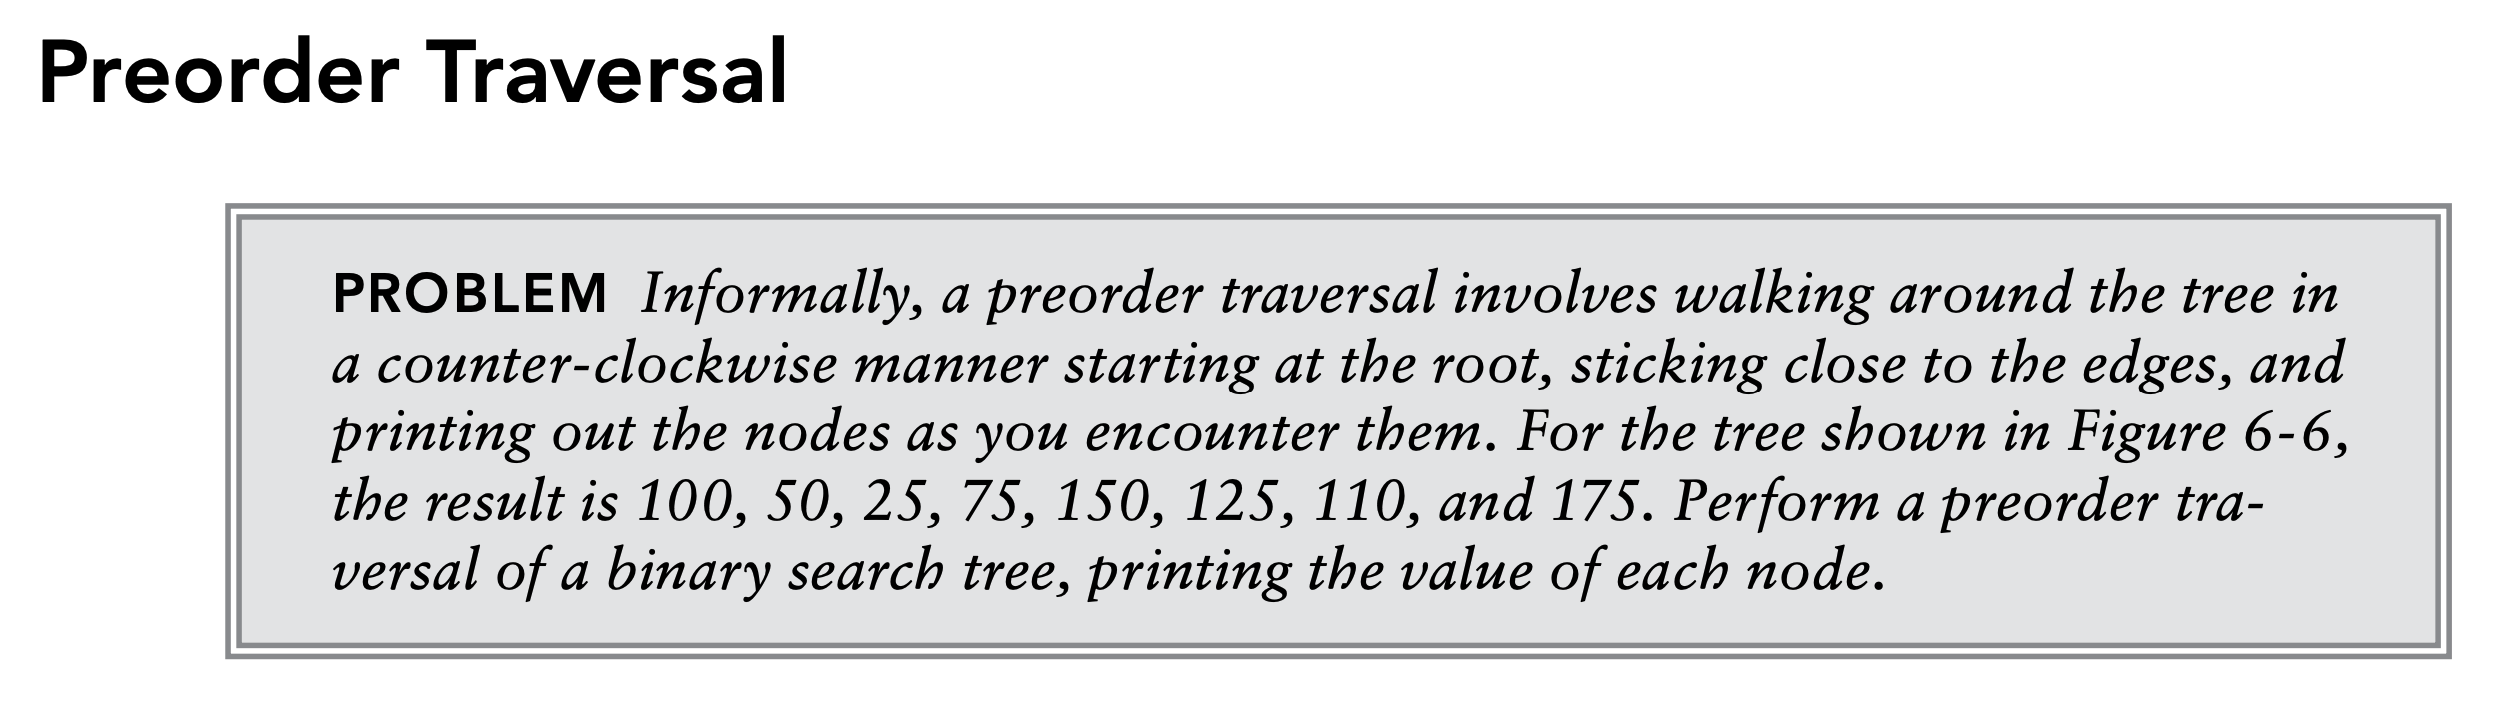 Preorder Traversal
PROBLEM Informally, a preorder traversal involves walking around the tree in
a counter-clockwise manner starting at the root, sticking close to the edges, and
printing out the nodes as you encounter them. For the tree shown in Figure 6-6,
the result is 100, 50, 25, 75, 150, 125, 110, and 175. Perform a preorder tra-
versal of a binary search tree, printing the value of each node.